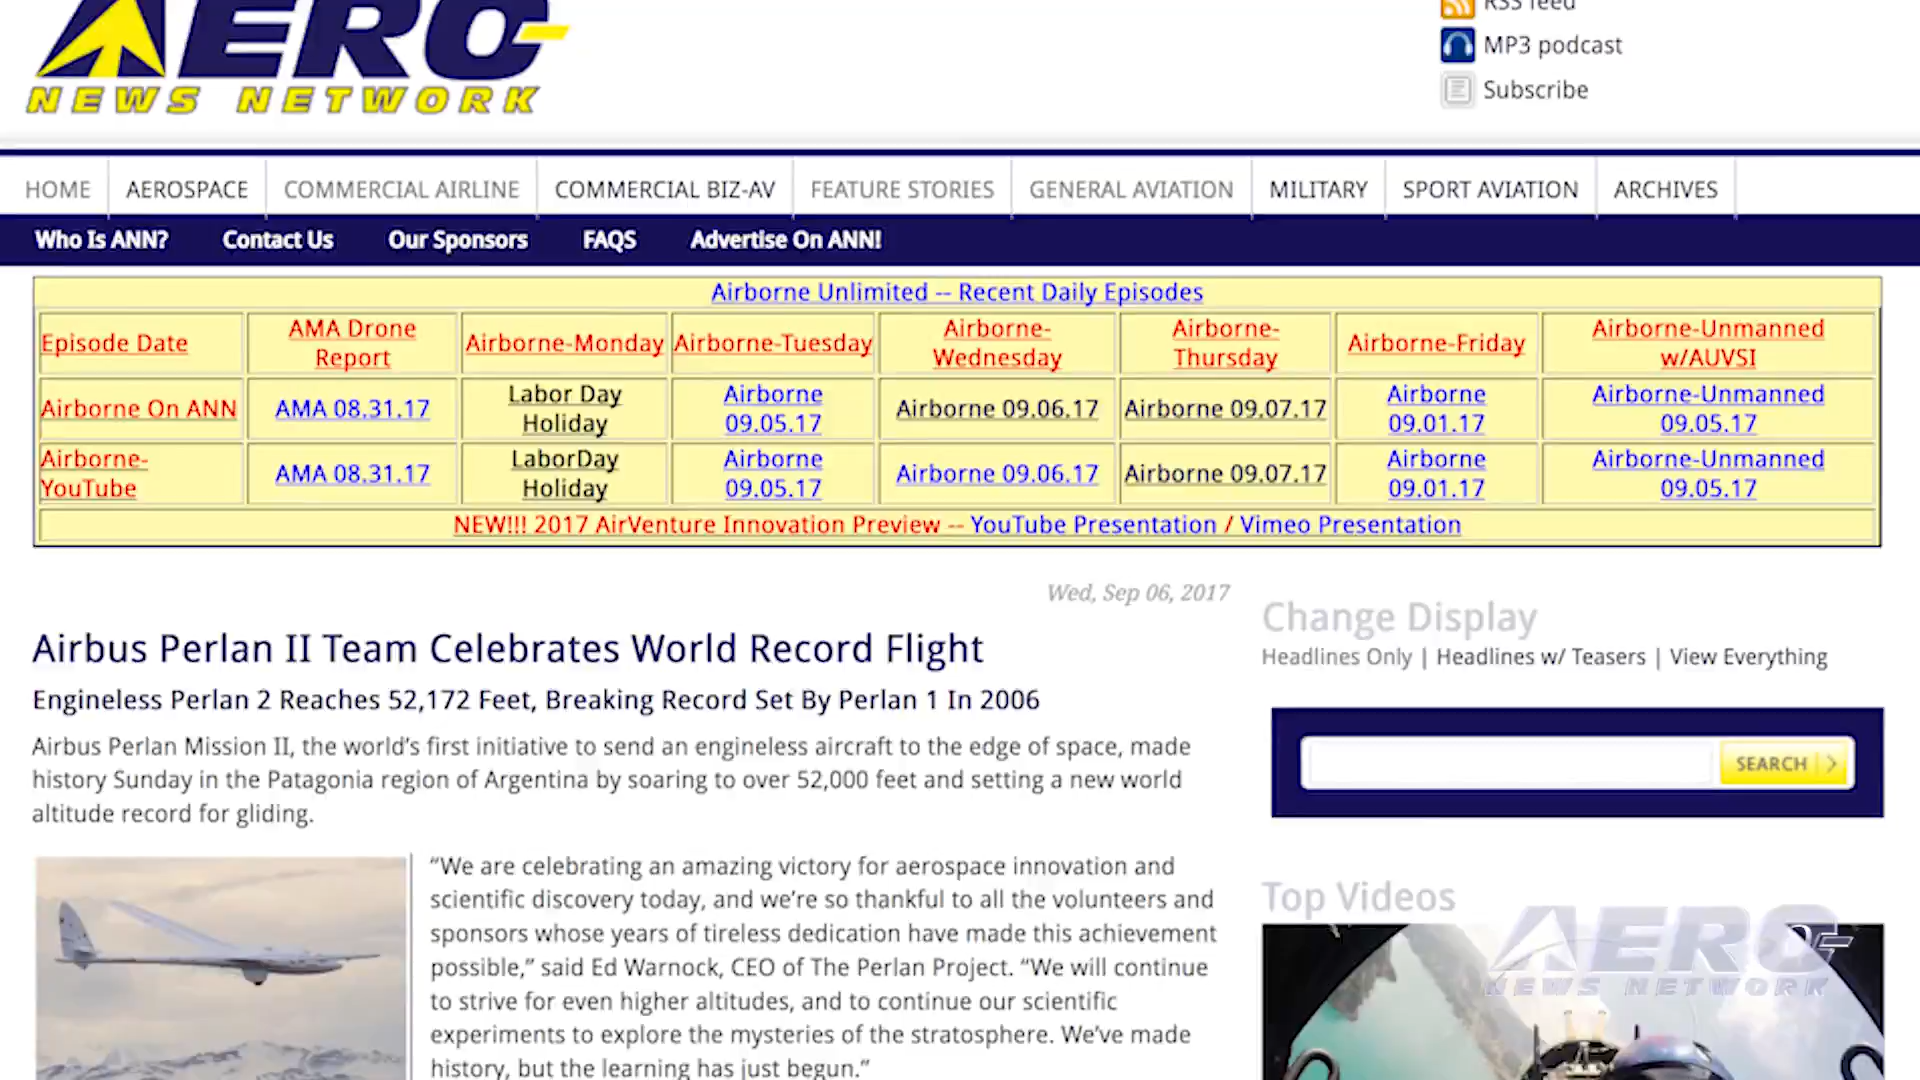 AERO
NEWS NETWORK
RSS feed
MP3 podcast
Subscribe
HOME AEROSPACE COMMERCIAL AIRLINE COMMERCIAL BIZ-AV FEATURE STORIES GENERAL AVIATION MILITARY SPORT AVIATION ARCHIVES
Who Is ANN? Contact Us Our Sponsors FAQS Advertise On ANN!
Airborne Unlimited -- Recent Daily Episodes
Episode Date AMA Drone Report Airborne-Monday Airborne-Tuesday Airborne-Wednesday Airborne-Thursday Airborne-Friday Airborne-Unmanned w/AUVSI
Airborne On ANN AMA 08.31.17 Labor Day Holiday Airborne 09.05.17 Airborne 09.06.17 Airborne 09.07.17 Airborne 09.01.17 Airborne-Unmanned 09.05.17
Airborne-YouTube AMA 08.31.17 LaborDay Holiday Airborne 09.05.17 Airborne 09.06.17 Airborne 09.07.17 Airborne 09.01.17 Airborne-Unmanned 09.05.17
NEW!!! 2017 AirVenture Innovation Preview -- YouTube Presentation / Vimeo Presentation
Wed, Sep 06, 2017
Airbus Perlan II Team Celebrates World Record Flight
Engineless Perlan 2 Reaches 52,172 Feet, Breaking Record Set By Perlan 1 In 2006
Airbus Perlan Mission II, the world’s first initiative to send an engineless aircraft to the edge of space, made
history Sunday in the Patagonia region of Argentina by soaring to over 52,000 feet and setting a new world
altitude record for gliding.
“We are celebrating an amazing victory for aerospace innovation and
scientific discovery today, and we’re so thankful to all the volunteers and
sponsors whose years of tireless dedication have made this achievement
possible,” said Ed Warnock, CEO of The Perlan Project. “We will continue
to strive for even higher altitudes, and to continue our scientific
experiments to explore the mysteries of the stratosphere. We’ve made
history, but the learning has just begun.”
Change Display
Headlines Only | Headlines w/ Teasers | View Everything
SEARCH
Top Videos
AERO
NEWS NETWORK